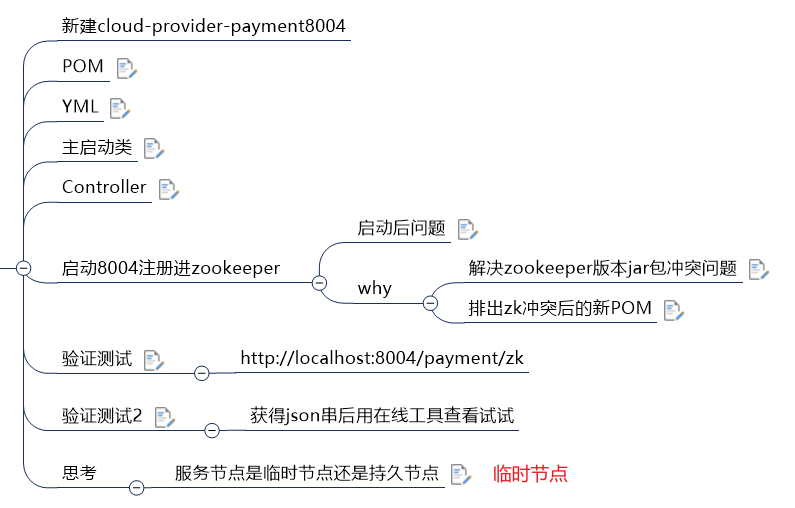 新建cloud-provider-payment8004
POM
YML
主启动类
Controller
启动8004注册进zookeeper
启动后问题
why
解决zookeeper版本jar包冲突问题
排出zk冲突后的新POM
验证测试
http://localhost:8004/payment/zk
验证测试2
获得json串后用在线工具查看试试
思考
服务节点是临时节点还是持久节点
临时节点